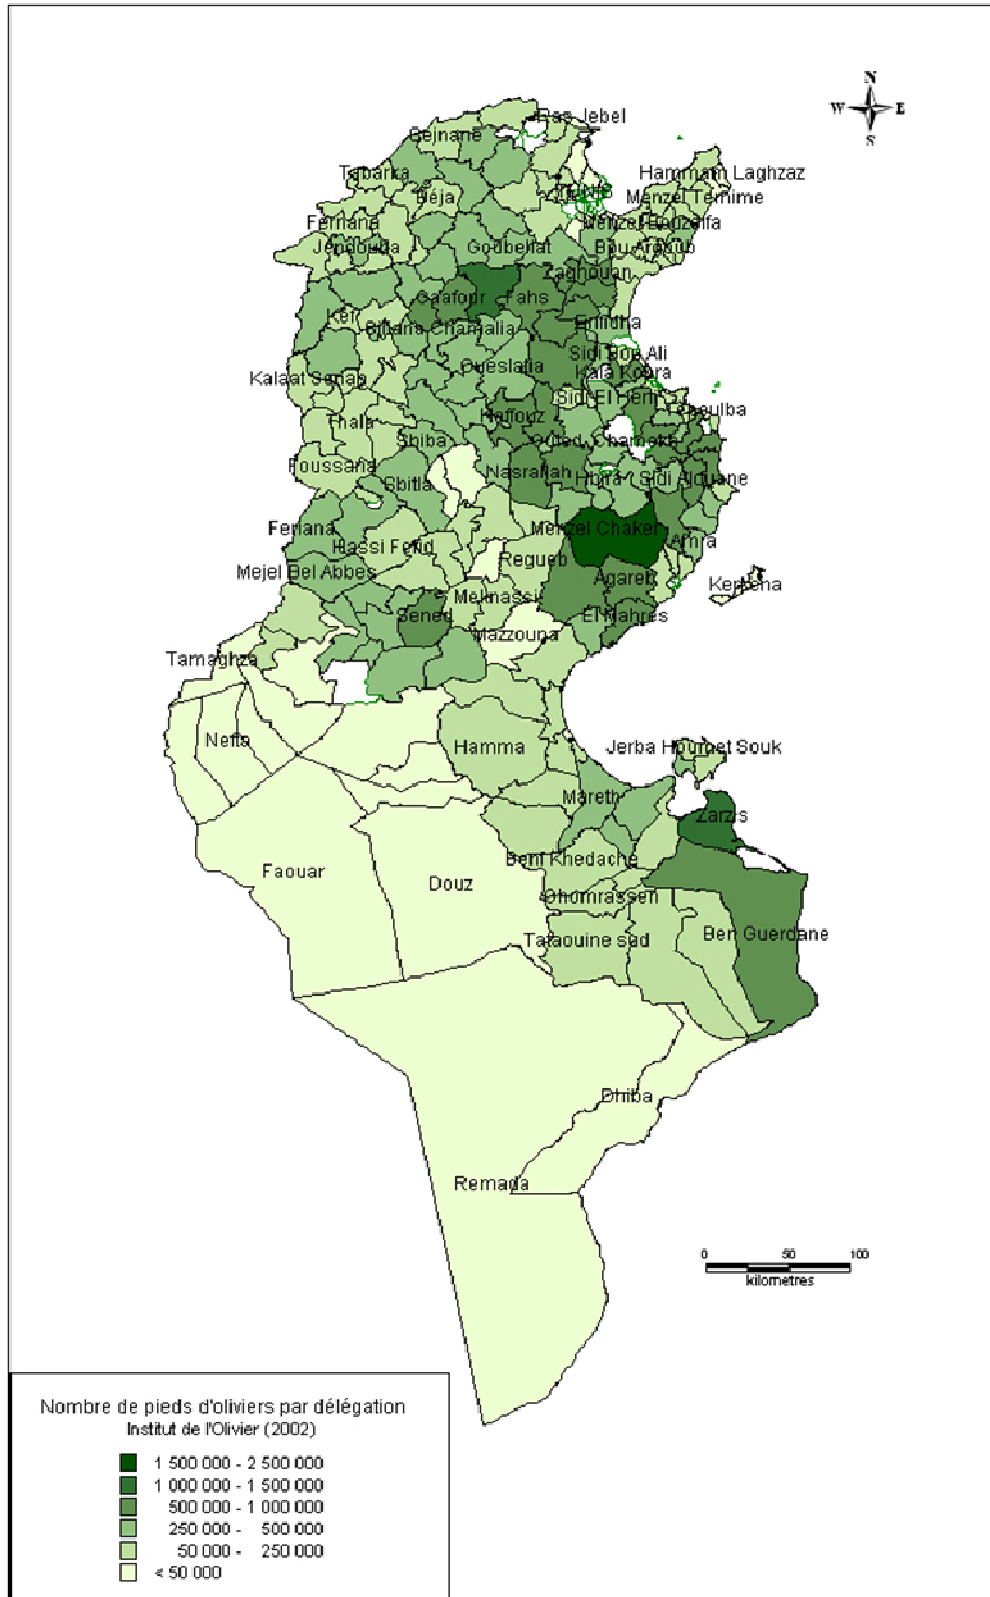 N
W E
S
Ras Jebel
Sejnane
Tabarka
Hammam Laghzaz
Béja
Menzel Temime
Fernana
Menzel Bouzelfa
Jendouba
Goubellat
Bou Argoub
Zaghouan
Gaafour
Fahs
Kef
Enfidha
Sidi Bou Ali
Oueslatia
Kala Kebira
Kalaat Senan
Sidi El Heni
Teboulba
Thala
Haffouz
Sbiba
Foussana
Sbitla
Nasrallah
Hbira
Sidi Alouane
Feriana
Menzel Chaker
Hassi Ferid
Amra
Regueb
Mejel Bel Abbes
Agareb
Kerkena
Meknassi
Sened
El Mahres
Mazzouna
Tamaghza
Nefta
Hamma
Jerba Houmet Souk
Mareth
Zarzis
Beni Khedache
Faouar
Douz
Ghomrassen
Tataouine sud
Ben Guerdane
Dhiba
Remada
0 50 100
kilometres
Nombre de pieds d'oliviers par délégation
Institut de l'Olivier (2002)
1 500 000 - 2 500 000
1 000 000 - 1 500 000
500 000 - 1 000 000
250 000 - 500 000
50 000 - 250 000
< 50 000